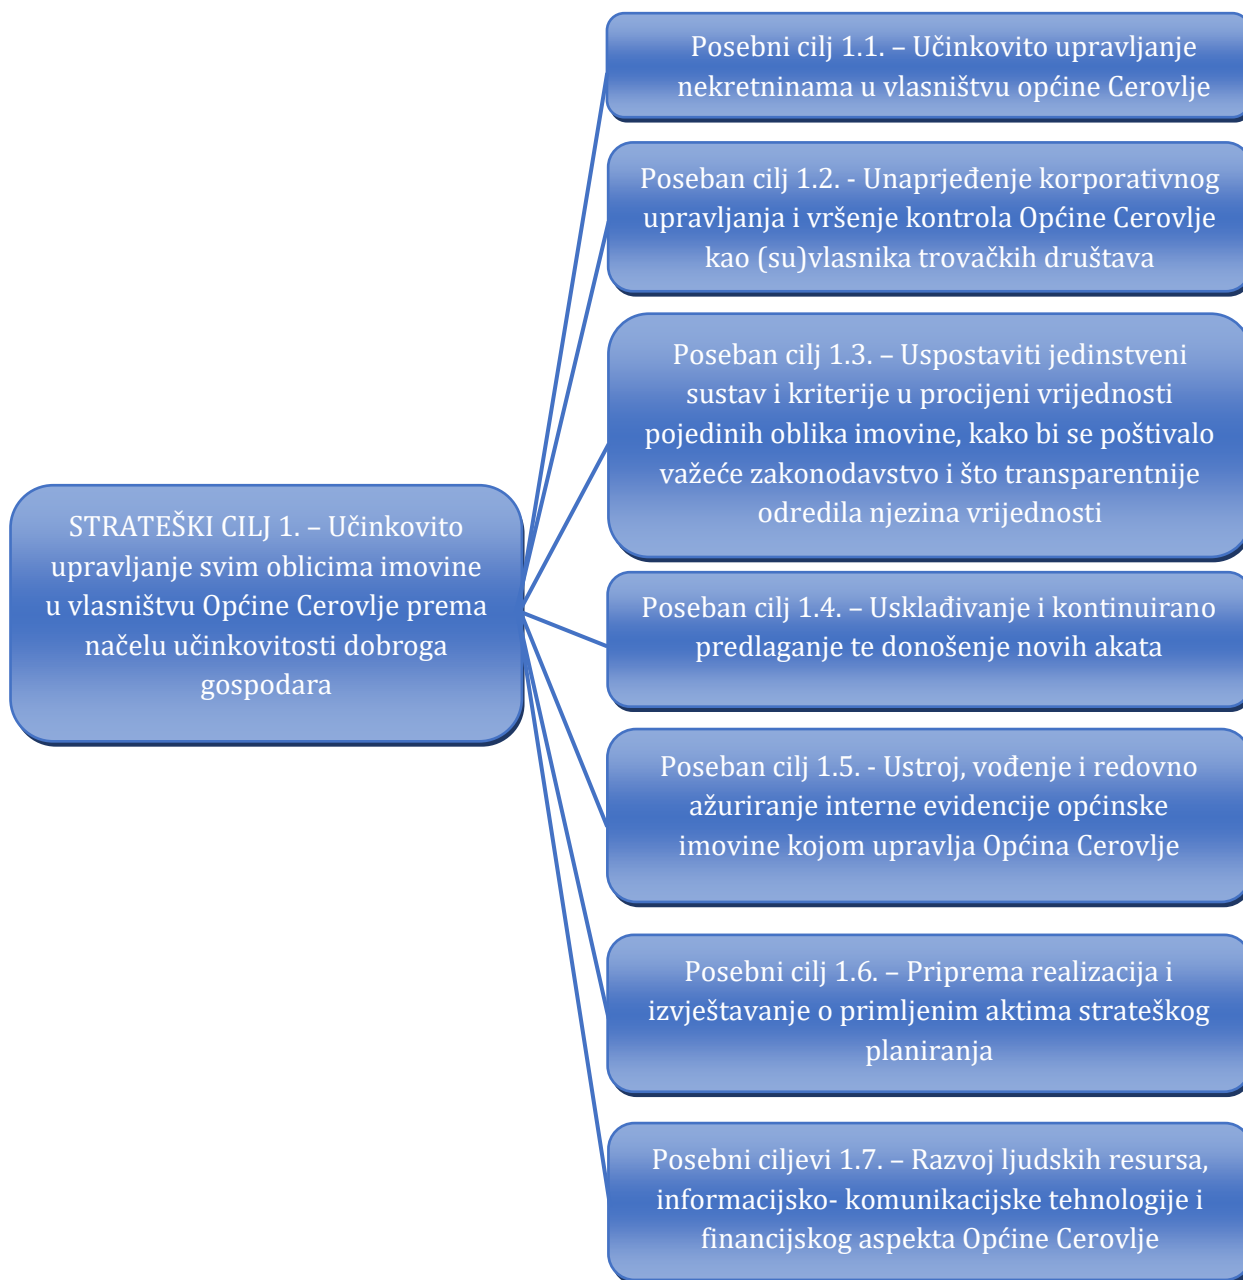 Posebni cilj 1.1. – Učinkovito upravljanje
nekretninama u vlasništvu općine Cerovlje
Poseban cilj 1.2. - Unaprjeđenje korporativnog
upravljanja i vršenje kontrola Općine Cerovlje
kao (su)vlasnika trovačkih društava
Poseban cilj 1.3. – Uspostaviti jedinstveni
sustav i kriterije u procijeni vrijednosti
pojedinih oblika imovine, kako bi se poštivalo
važeće zakonodavstvo i što transparentnije
odredila njezina vrijednosti
STRATEŠKI CILJ 1. – Učinkovito
upravljanje svim oblicima imovine
u vlasništvu Općine Cerovlje prema
načelu učinkovitosti dobroga
gospodara
Poseban cilj 1.4. – Usklađivanje i kontinuirano
predlaganje te donošenje novih akata
Poseban cilj 1.5. - Ustroj, vođenje i redovno
ažuriranje interne evidencije općinske
imovine kojom upravlja Općina Cerovlje
Posebni cilj 1.6. – Priprema realizacija i
izvještavanje o primljenim aktima strateškog
planiranja
Posebni ciljevi 1.7. – Razvoj ljudskih resursa,
informacijsko- komunikacijske tehnologije i
financijskog aspekta Općine Cerovlje